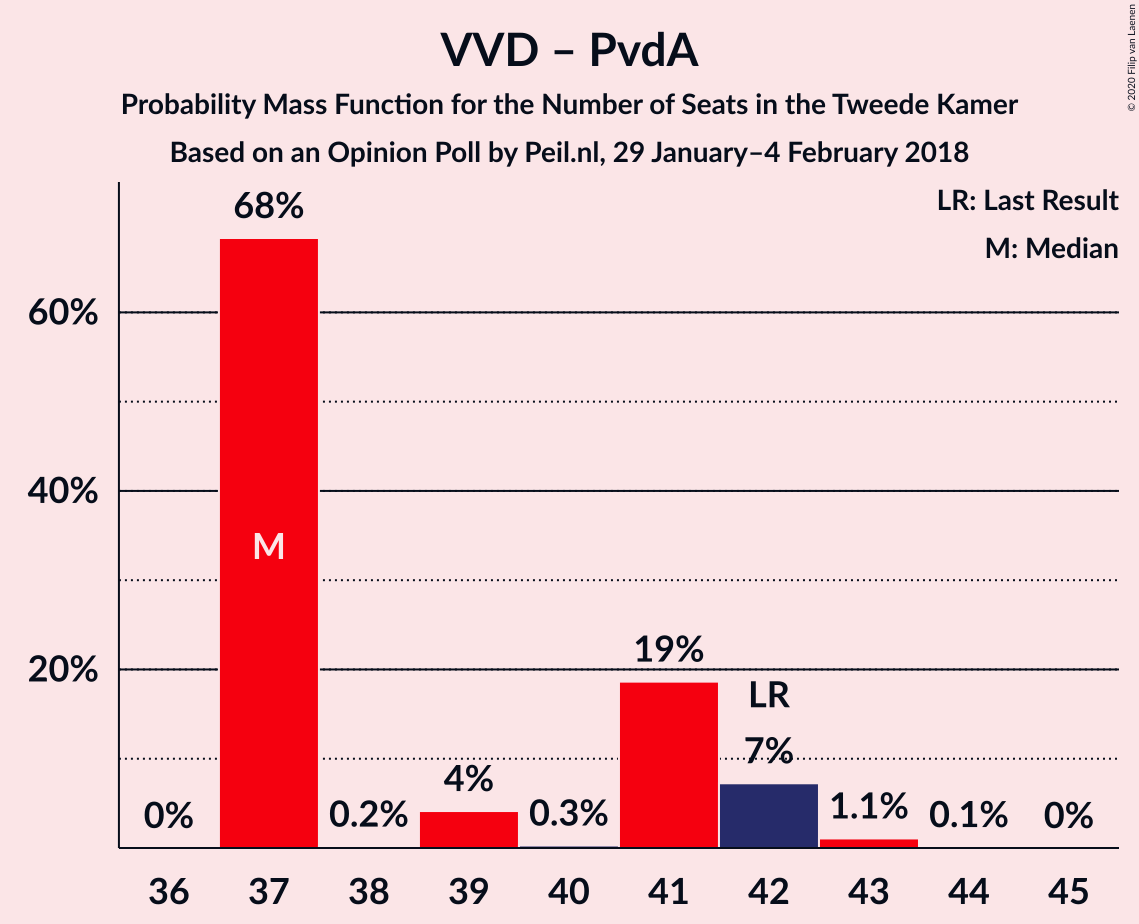 VVD – PvdA
Probability Mass Function for the Number of Seats in the Tweede Kamer
Based on an Opinion Poll by Peil.nl, 29 January–4 February 2018
© 2020 Filip van Laenen
LR: Last Result
M: Median
60%
40%
20%
0%
68%
M
0.2%
4%
0.3%
19%
LR
7%
1.1%
0.1%
0%
36 37 38 39 40 41 42 43 44 45